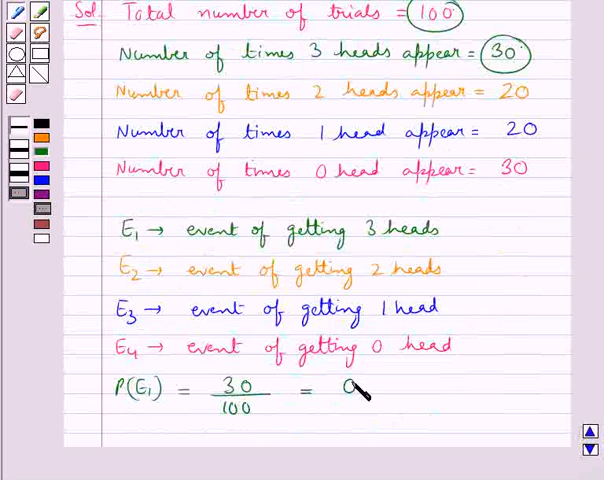 Sol. Total number of trials = 100
Number of times 3 heads appear = 30
Number of times 2 heads appear = 20
Number of times 1 head appear = 20
Number of times 0 head appear = 30
E₁ → event of getting 3 heads
E₂ → event of getting 2 heads
E₃ → event of getting 1 head
E₄ → event of getting 0 head
P(E₁) = 30/100 = 0